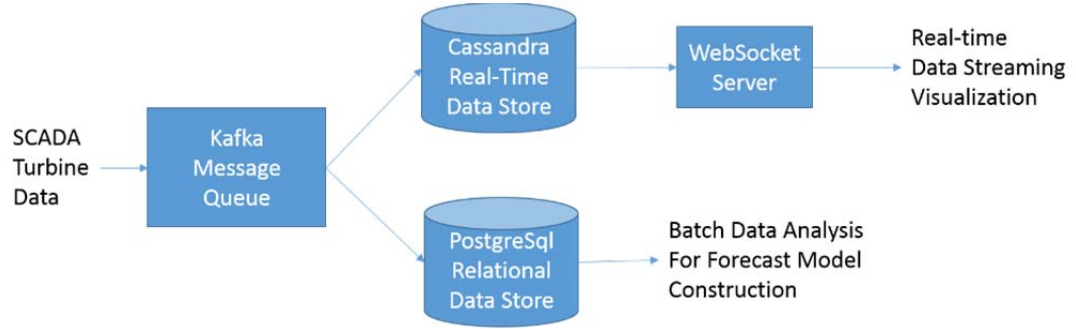 SCADA
Turbine
Data
Kafka
Message
Queue
Cassandra
Real-Time
Data Store
WebSocket
Server
Real-time
Data Streaming
Visualization
PostgreSql
Relational
Data Store
Batch Data Analysis
For Forecast Model
Construction